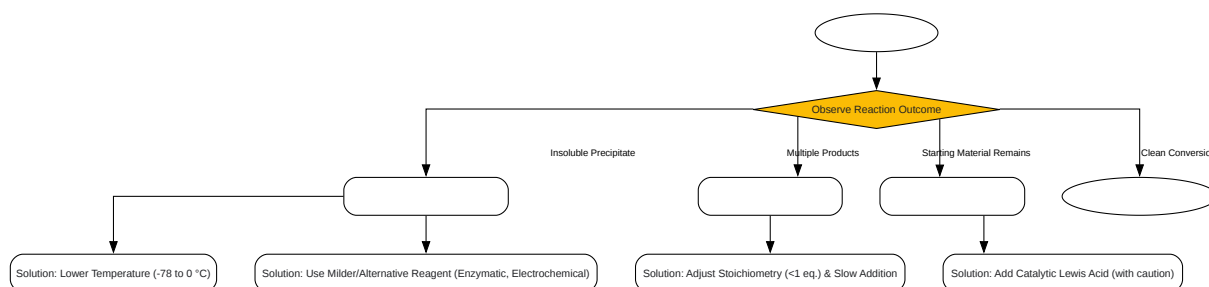 Observe Reaction Outcome
Insoluble Precipitate
Multiple Products
Starting Material Remains
Clean Conversio
Solution: Lower Temperature (-78 to 0 °C)
Solution: Use Milder/Alternative Reagent (Enzymatic, Electrochemical)
Solution: Adjust Stoichiometry (<1 eq.) & Slow Addition
Solution: Add Catalytic Lewis Acid (with caution)